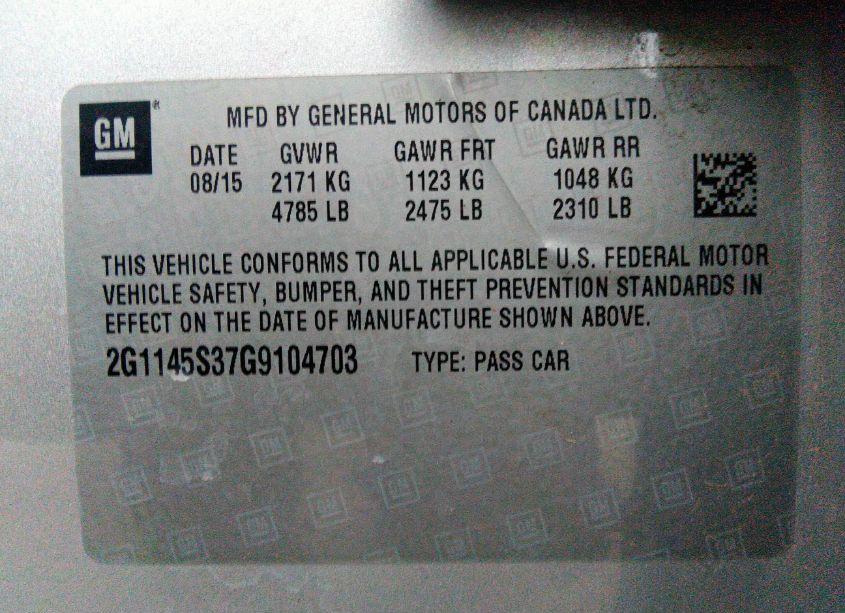 GM
MFD BY GENERAL MOTORS OF CANADA LTD.
DATE GVWR GAWR FRT GAWR RR
08/15 2171 KG 1123 KG 1048 KG
4785 LB 2475 LB 2310 LB
THIS VEHICLE CONFORMS TO ALL APPLICABLE U.S. FEDERAL MOTOR
VEHICLE SAFETY, BUMPER, AND THEFT PREVENTION STANDARDS IN
EFFECT ON THE DATE OF MANUFACTURE SHOWN ABOVE.
2G1145S37G9104703 TYPE: PASS CAR